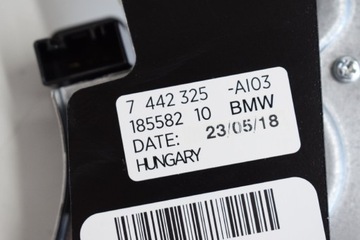 7 442 325 -AI03
185582 10 BMW
DATE: 23/05/18
HUNGARY